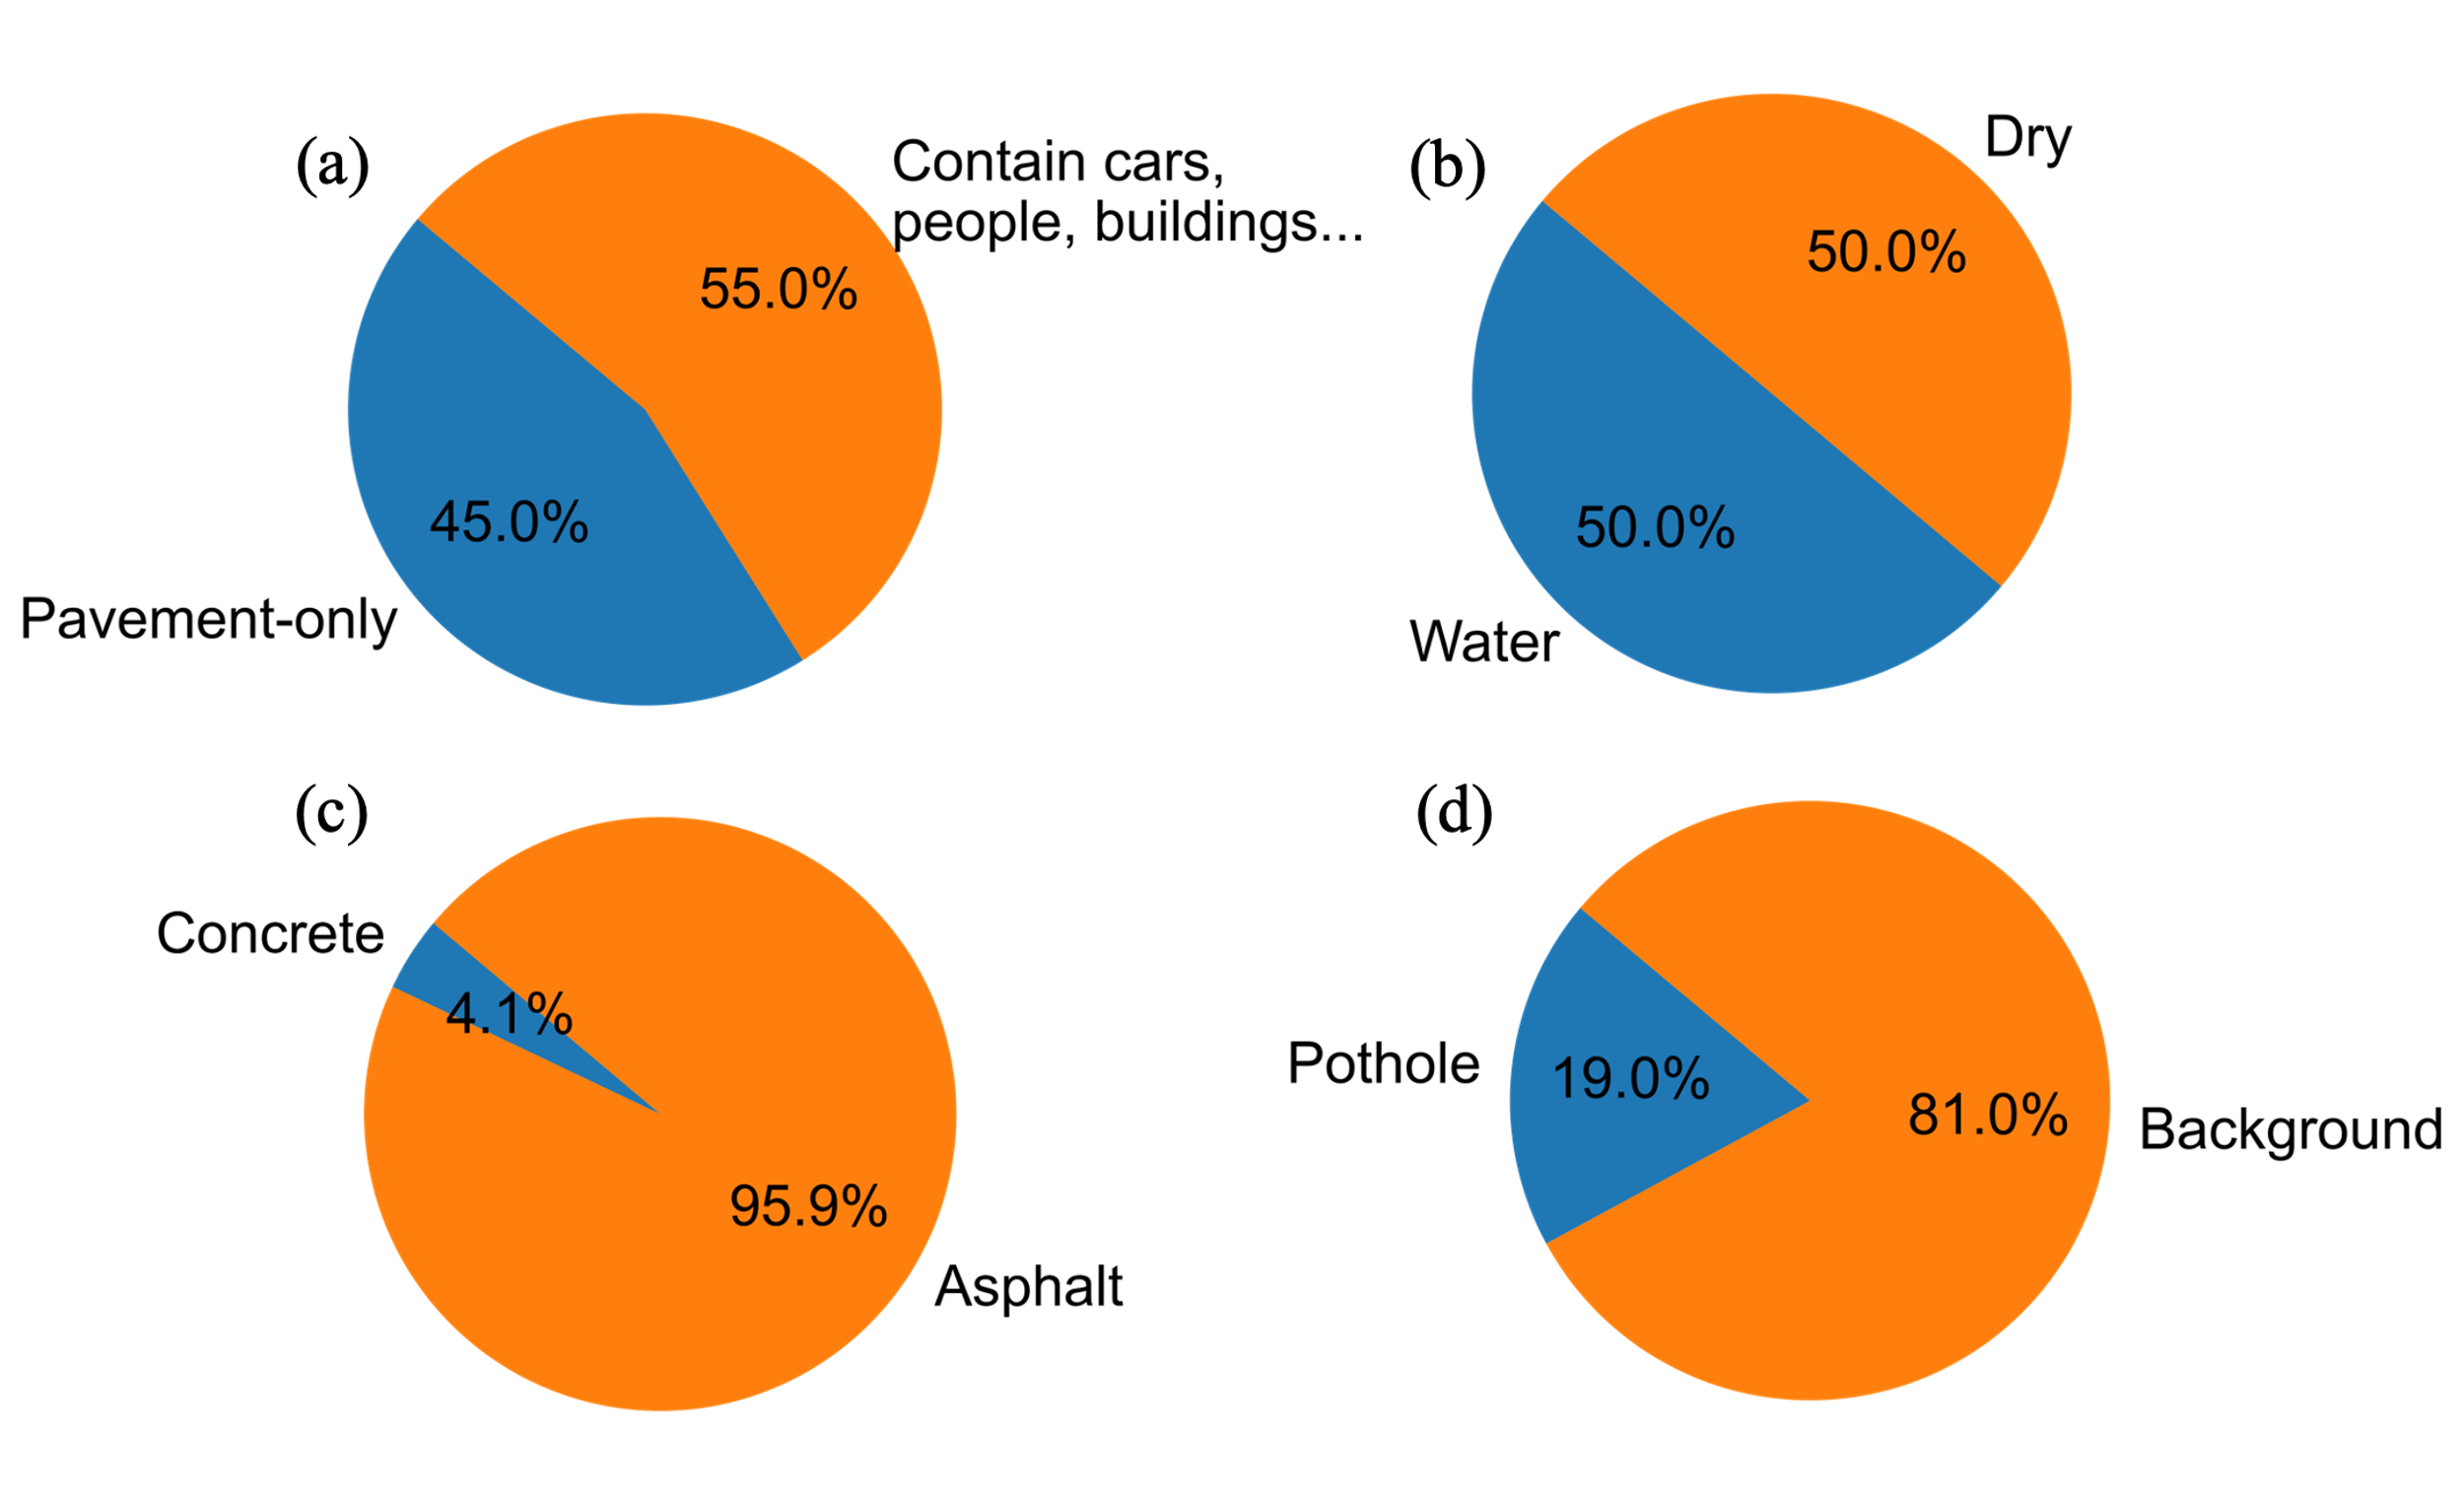 (a)
Contain cars,
people, buildings...
55.0%
45.0%
Pavement-only
(b)
Dry
50.0%
50.0%
Water
(c)
Concrete
4.1%
95.9%
Asphalt
(d)
Pothole
19.0%
81.0%
Background